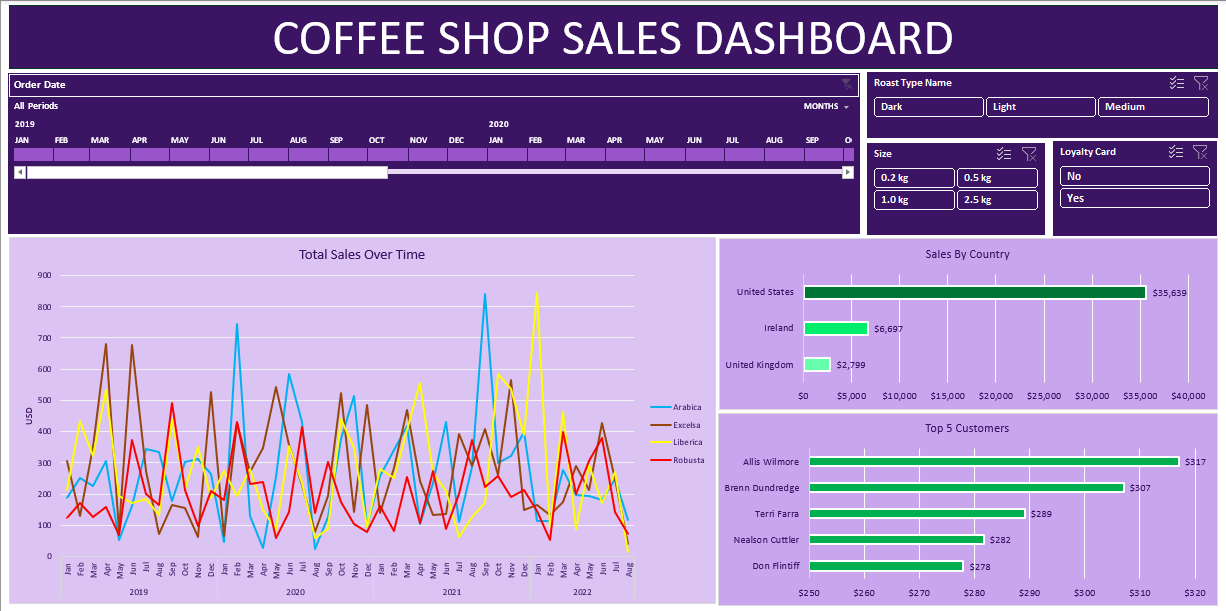 COFFEE SHOP SALES DASHBOARD
Order Date
All Periods MONTHS
2019 2020
JAN FEB MAR APR MAY JUN JUL AUG SEP OCT NOV DEC JAN FEB MAR APR MAY JUN JUL AUG SEP
Roast Type Name
Dark Light Medium
Size
0.2 kg 0.5 kg
1.0 kg 2.5 kg
Loyalty Card
No
Yes
Total Sales Over Time
900
800
700
600
500
400
300
200
100
0
USD
Jan Feb Mar Apr May Jun Jul Aug Sep Oct Nov Dec Jan Feb Mar Apr May Jun Jul Aug Sep Oct Nov Dec Jan Feb Mar Apr May Jun Jul Aug Sep Oct Nov Dec Jan Feb Mar Apr May Jun Jul Aug
2019 2020 2021 2022
Arabica
Excelsa
Liberica
Robusta
Sales By Country
United States $35,639
Ireland $6,697
United Kingdom $2,799
$0 $5,000 $10,000 $15,000 $20,000 $25,000 $30,000 $35,000 $40,000
Top 5 Customers
Allis Wilmore $317
Brenn Dundredge $307
Terri Farra $289
Nealson Cuttler $282
Don Flintiff $278
$250 $260 $270 $280 $290 $300 $310 $320